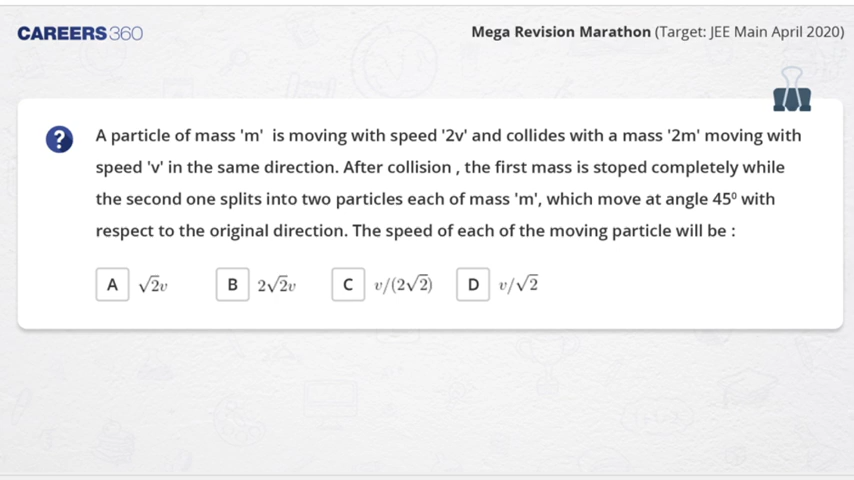 CAREERS360
Mega Revision Marathon (Target: JEE Main April 2020)
?
A particle of mass 'm' is moving with speed '2v' and collides with a mass '2m' moving with
speed 'v' in the same direction. After collision , the first mass is stoped completely while
the second one splits into two particles each of mass 'm', which move at angle 45⁰ with
respect to the original direction. The speed of each of the moving particle will be :
A √2v B 2√2v C v/(2√2) D v/√2